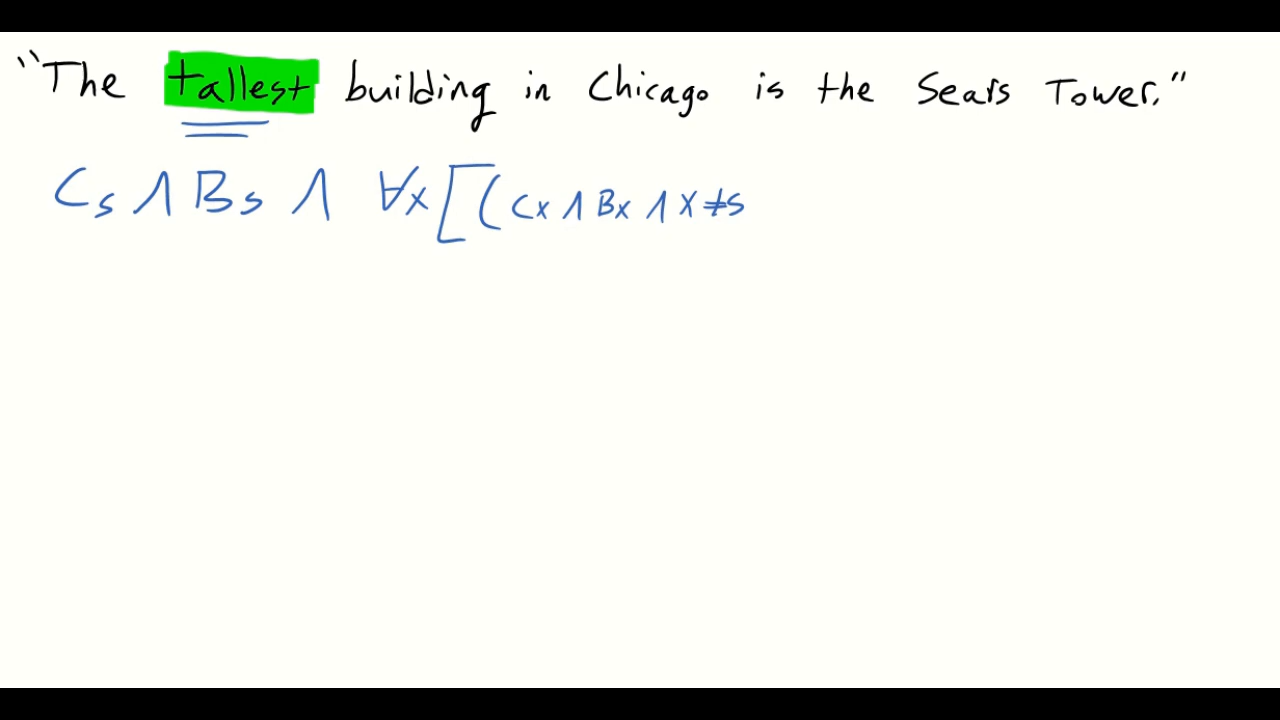 "The tallest building in Chicago is the Sears Tower."
Cs ∧ Bs ∧ ∀x[(Cx ∧ Bx ∧ x≠s